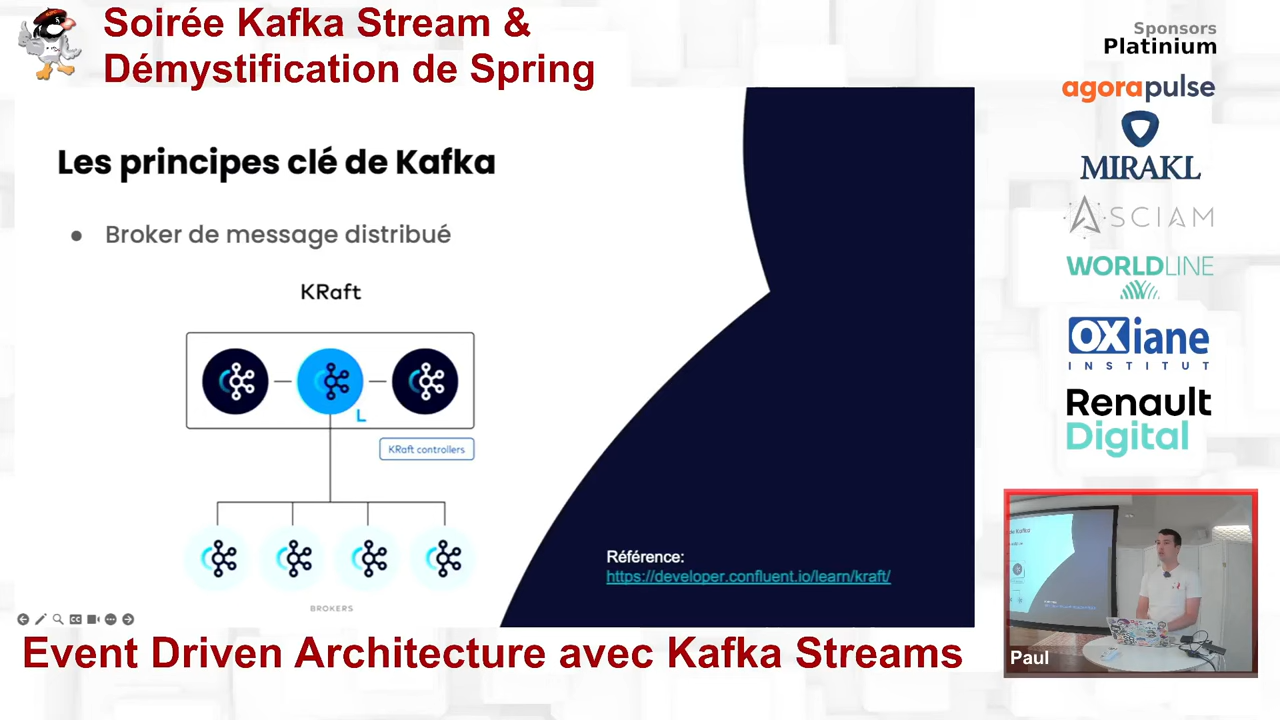 Soirée Kafka Stream &
Démystification de Spring
Sponsors
Platinium
agorapulse
MIRAKL
ASCIAM
WORLDLINE
OXiane
INSTITUT
Renault
Digital
Les principes clé de Kafka
● Broker de message distribué
KRaft
L
KRaft controllers
BROKERS
Référence:
https://developer.confluent.io/learn/kraft/
Event Driven Architecture avec Kafka Streams
Paul